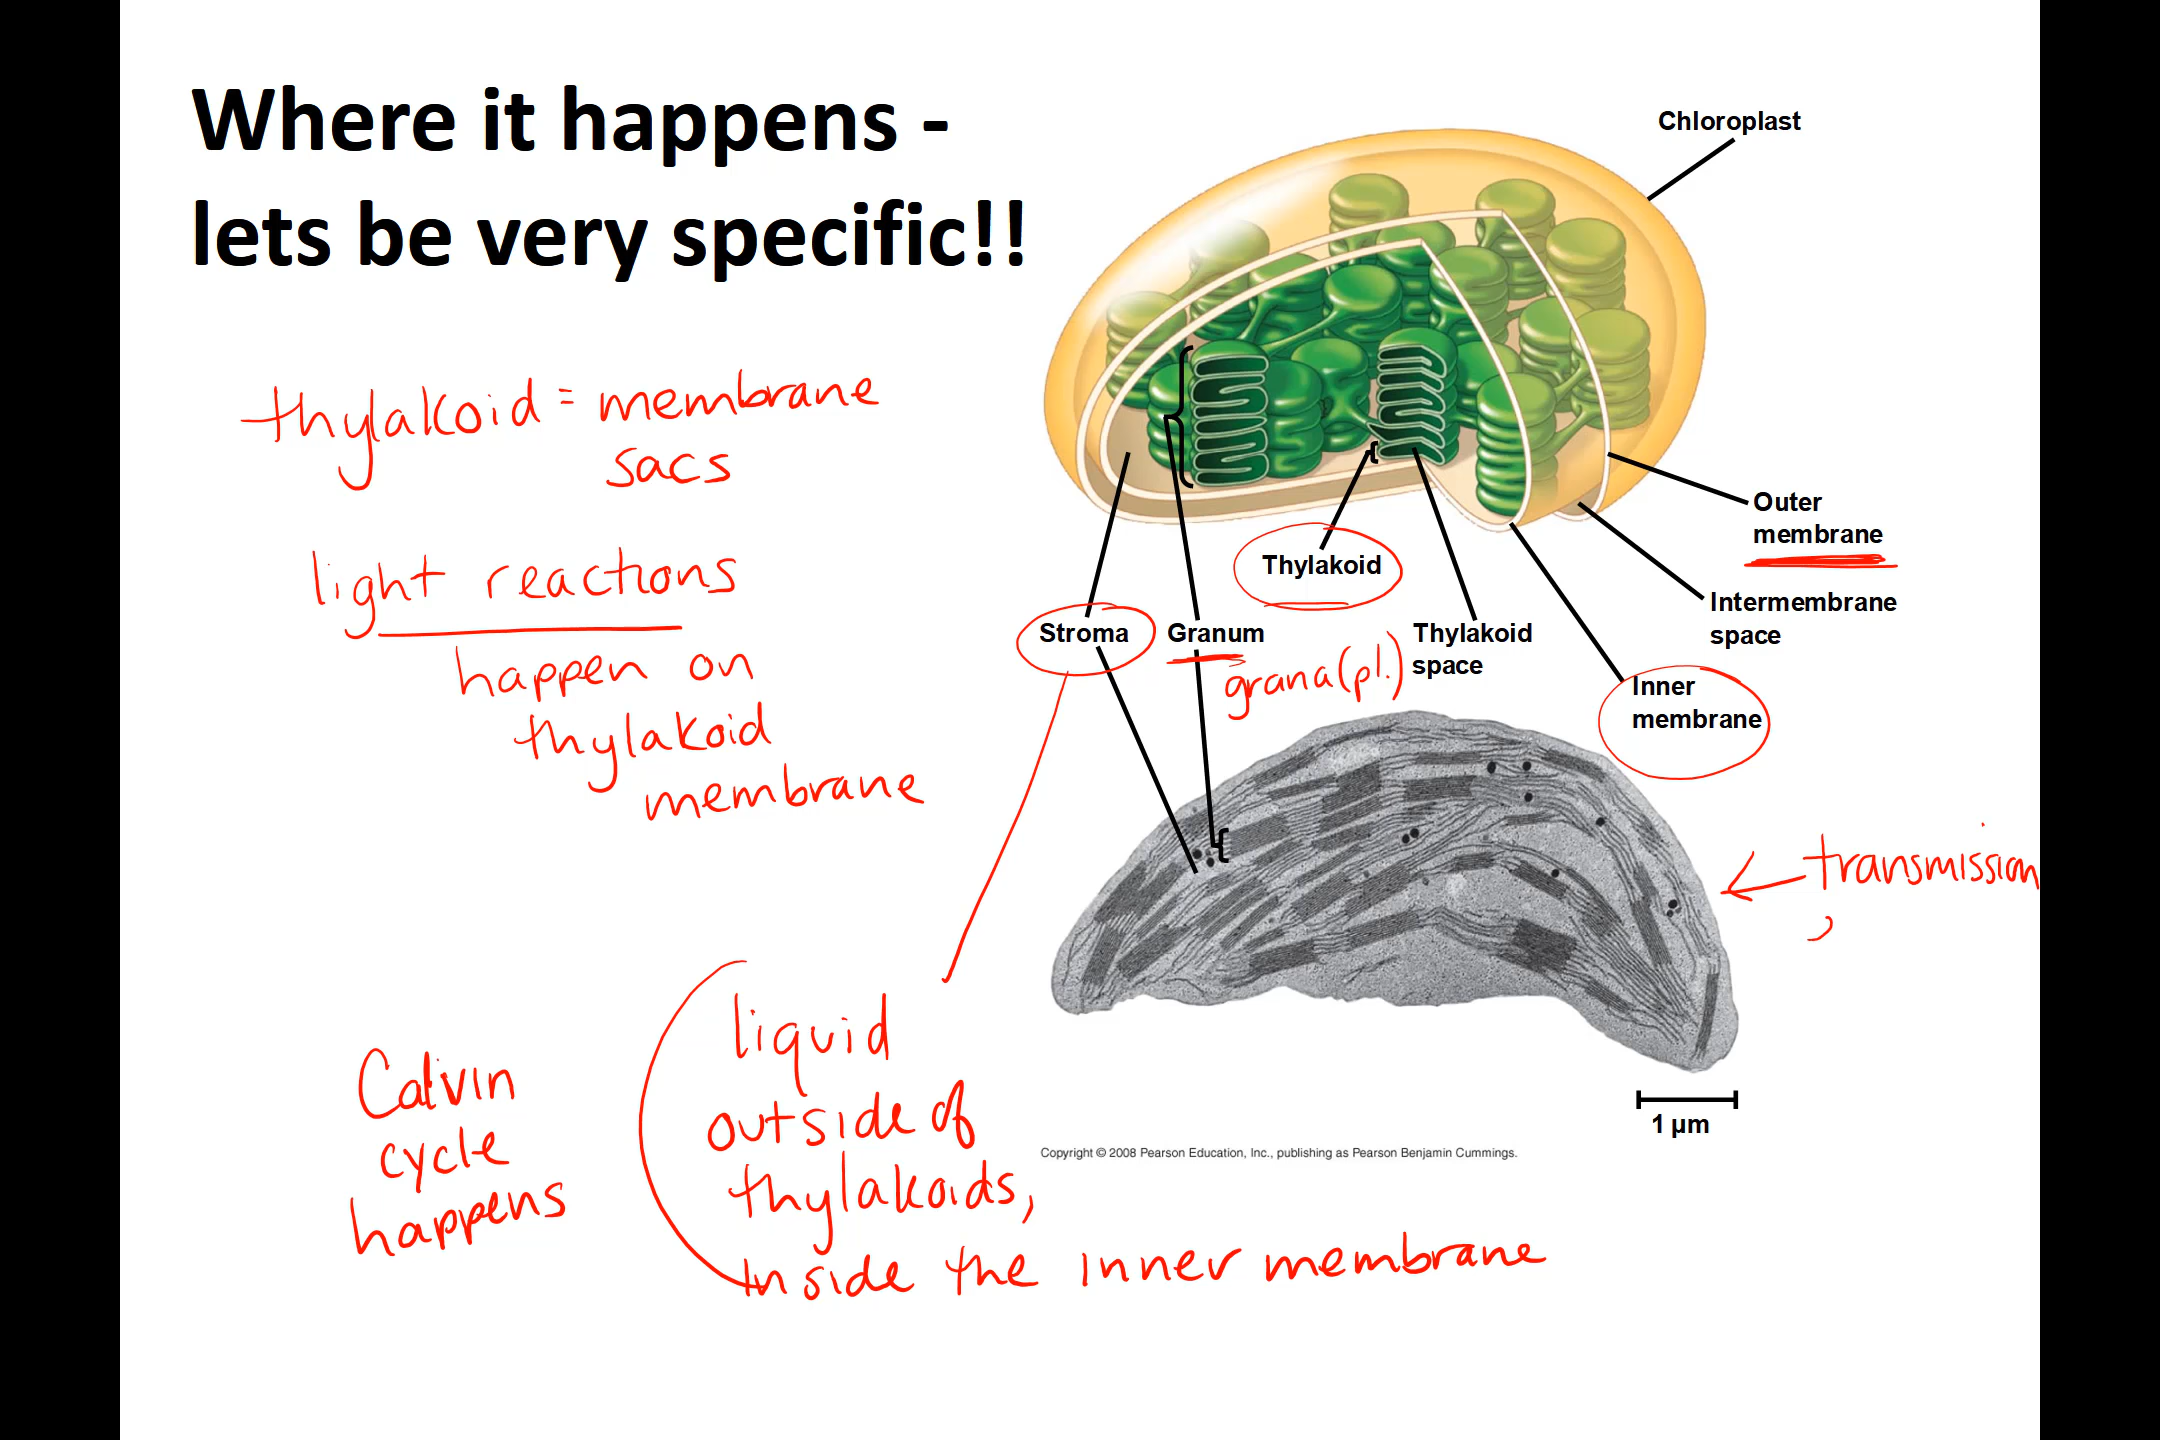 Where it happens -
lets be very specific!!
thylakoid = membrane
sacs
light reactions
happen on
thylakoid
membrane
Calvin
cycle
happens
liquid
outside of
thylakoids,
inside the inner membrane
Chloroplast
Outer
membrane
Intermembrane
space
Inner
membrane
Thylakoid
Stroma
Granum
grana(pl.)
Thylakoid
space
transmission
1 µm
Copyright © 2008 Pearson Education, Inc., publishing as Pearson Benjamin Cummings.